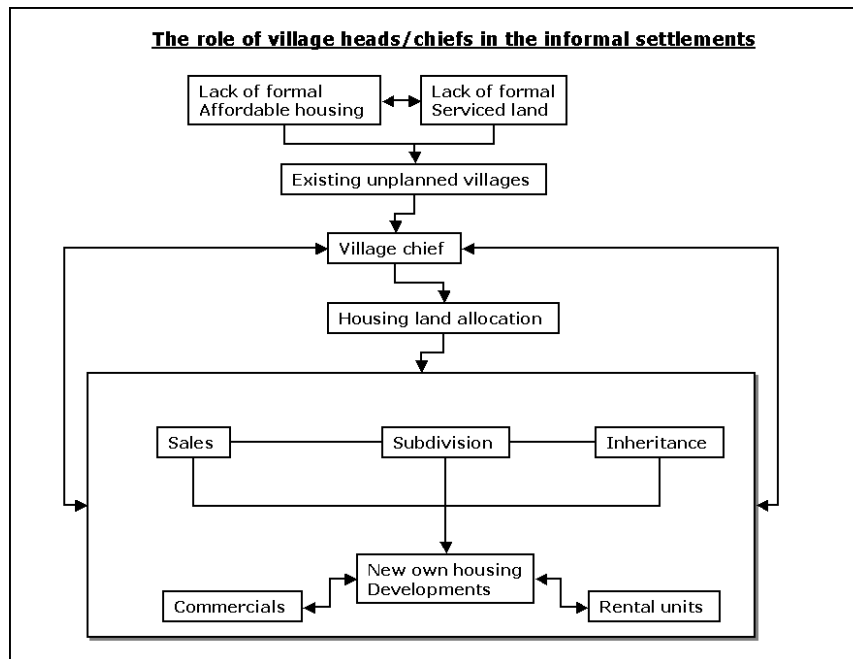 The role of village heads/chiefs in the informal settlements
Lack of formal
Affordable housing
Lack of formal
Serviced land
Existing unplanned villages
Village chief
Housing land allocation
Sales
Subdivision
Inheritance
New own housing
Developments
Commercials
Rental units